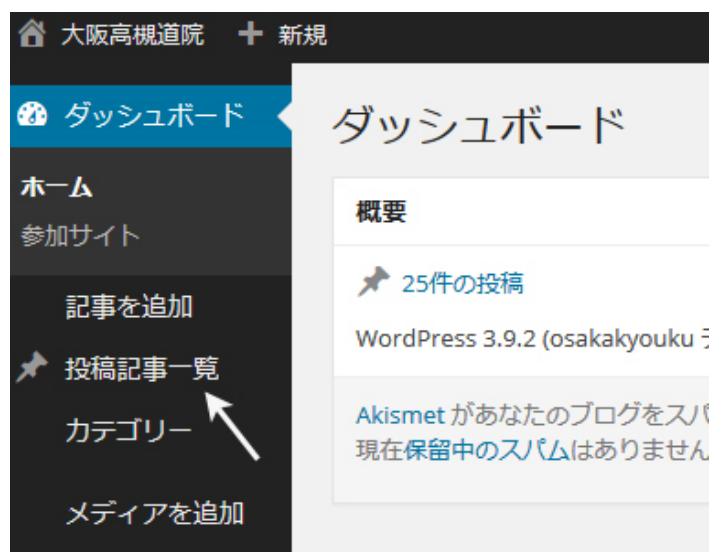 大阪高槻道院 新規
ダッシュボード
ホーム
参加サイト
記事を追加
投稿記事一覧
カテゴリー
メディアを追加
ダッシュボード
概要
25件の投稿
WordPress 3.9.2 (osakakyouku
Akismet があなたのブログをスパ
現在保留中のスパムはありません